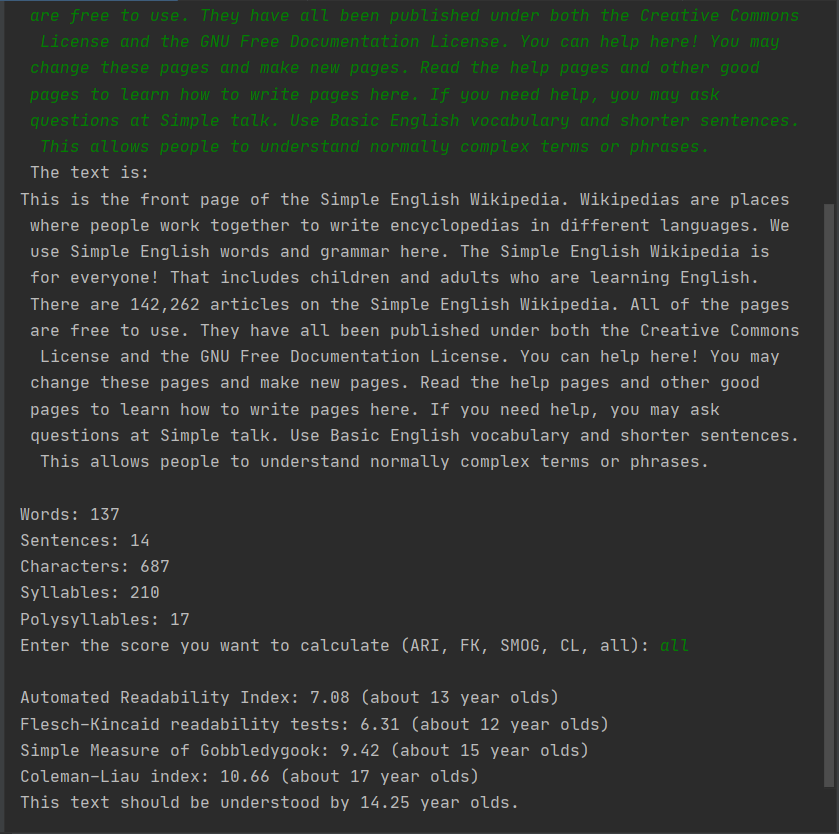 are free to use. They have all been published under both the Creative Commons
License and the GNU Free Documentation License. You can help here! You may
change these pages and make new pages. Read the help pages and other good
pages to learn how to write pages here. If you need help, you may ask
questions at Simple talk. Use Basic English vocabulary and shorter sentences.
This allows people to understand normally complex terms or phrases.
The text is:
This is the front page of the Simple English Wikipedia. Wikipedias are places
where people work together to write encyclopedias in different languages. We
use Simple English words and grammar here. The Simple English Wikipedia is
for everyone! That includes children and adults who are learning English.
There are 142,262 articles on the Simple English Wikipedia. All of the pages
are free to use. They have all been published under both the Creative Commons
License and the GNU Free Documentation License. You can help here! You may
change these pages and make new pages. Read the help pages and other good
pages to learn how to write pages here. If you need help, you may ask
questions at Simple talk. Use Basic English vocabulary and shorter sentences.
This allows people to understand normally complex terms or phrases.
Words: 137
Sentences: 14
Characters: 687
Syllables: 210
Polysyllables: 17
Enter the score you want to calculate (ARI, FK, SMOG, CL, all): all
Automated Readability Index: 7.08 (about 13 year olds)
Flesch–Kincaid readability tests: 6.31 (about 12 year olds)
Simple Measure of Gobbledygook: 9.42 (about 15 year olds)
Coleman–Liau index: 10.66 (about 17 year olds)
This text should be understood by 14.25 year olds.